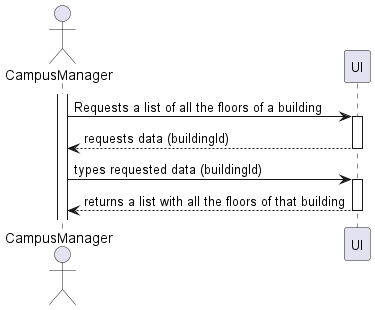 CampusManager
UI
Requests a list of all the floors of a building
requests data (buildingId)
types requested data (buildingId)
returns a list with all the floors of that building
CampusManager
UI